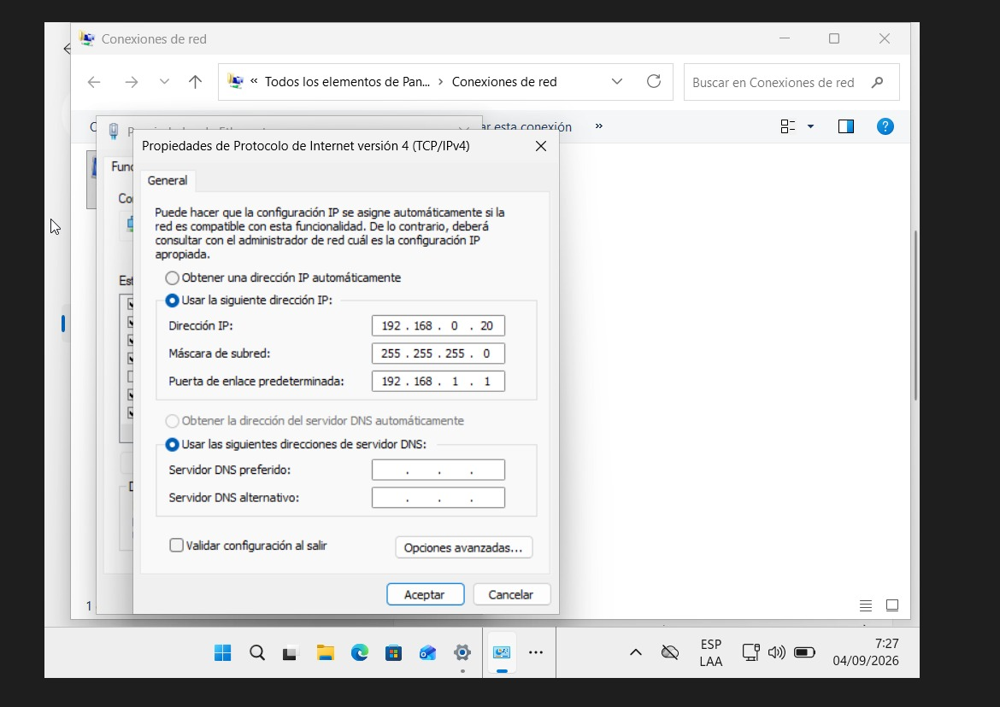 Conexiones de red
« Todos los elementos de Pan... › Conexiones de red
Buscar en Conexiones de red
ar esta conexión »
Propiedades de Protocolo de Internet versión 4 (TCP/IPv4)
General
Puede hacer que la configuración IP se asigne automáticamente si la
red es compatible con esta funcionalidad. De lo contrario, deberá
consultar con el administrador de red cuál es la configuración IP
apropiada.
Obtener una dirección IP automáticamente
Usar la siguiente dirección IP:
Dirección IP: 192 . 168 . 0 . 20
Máscara de subred: 255 . 255 . 255 . 0
Puerta de enlace predeterminada: 192 . 168 . 1 . 1
Obtener la dirección del servidor DNS automáticamente
Usar las siguientes direcciones de servidor DNS:
Servidor DNS preferido: . . .
Servidor DNS alternativo: . . .
Validar configuración al salir
Opciones avanzadas...
Aceptar
Cancelar
1
ESP
LAA
7:27
04/09/2026